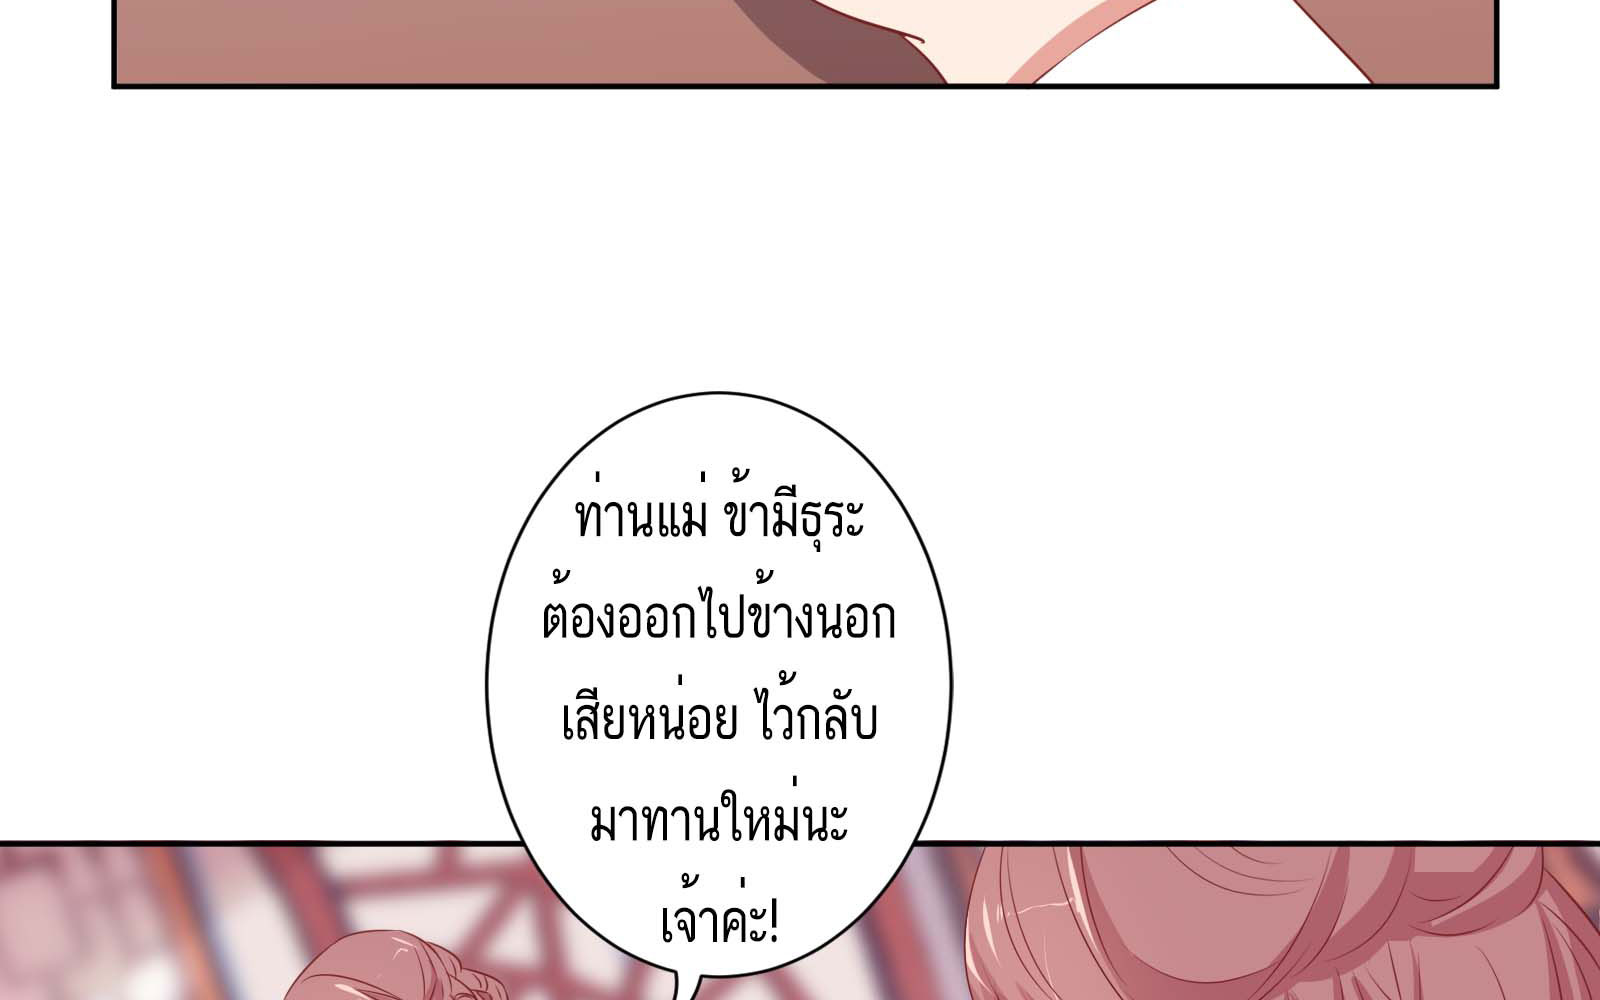 ท่านแม่ ข้ามีธุระ
ต้องออกไปข้างนอก
เสียหน่อย ไว้กลับ
มาทานใหม่นะ
เจ้าค่ะ!